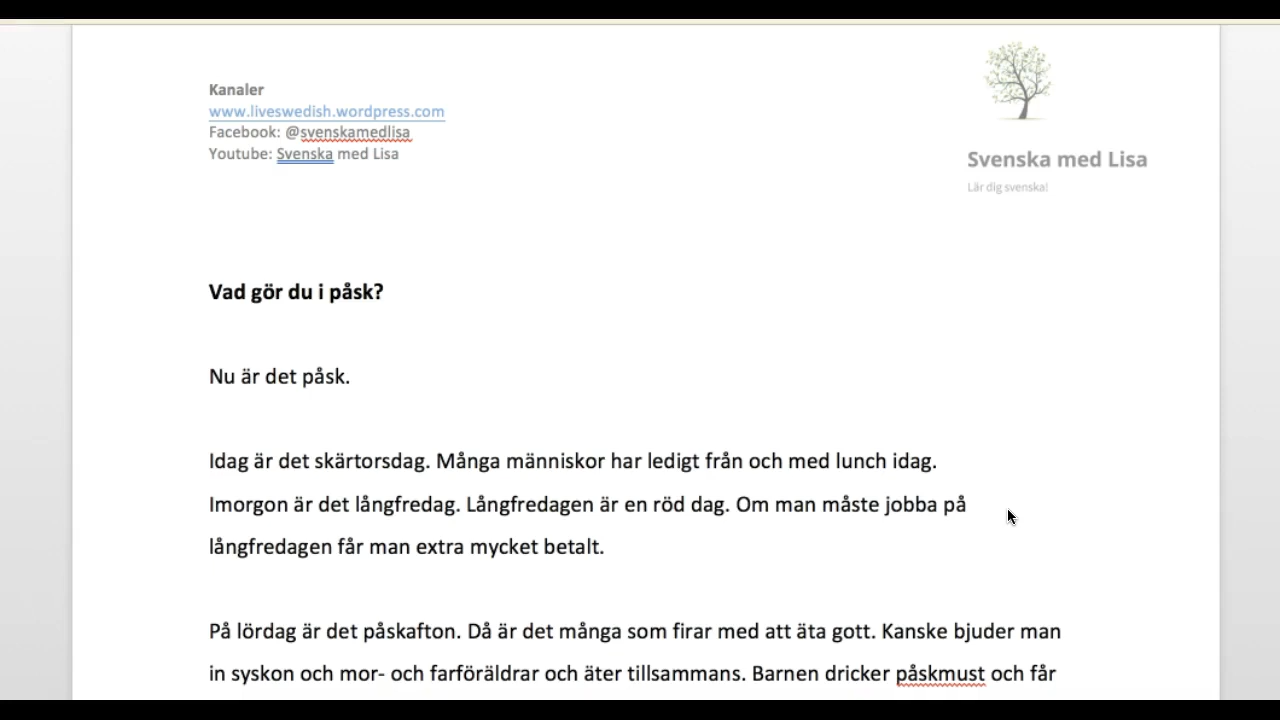 Kanaler
www.liveswedish.wordpress.com
Facebook: @svenskamedlisa
Youtube: Svenska med Lisa
Svenska med Lisa
Lär dig svenska!
Vad gör du i påsk?
Nu är det påsk.
Idag är det skärtorsdag. Många människor har ledigt från och med lunch idag.
Imorgon är det långfredag. Långfredagen är en röd dag. Om man måste jobba på
långfredagen får man extra mycket betalt.
På lördag är det påskafton. Då är det många som firar med att äta gott. Kanske bjuder man
in syskon och mor- och farföräldrar och äter tillsammans. Barnen dricker påskmust och får